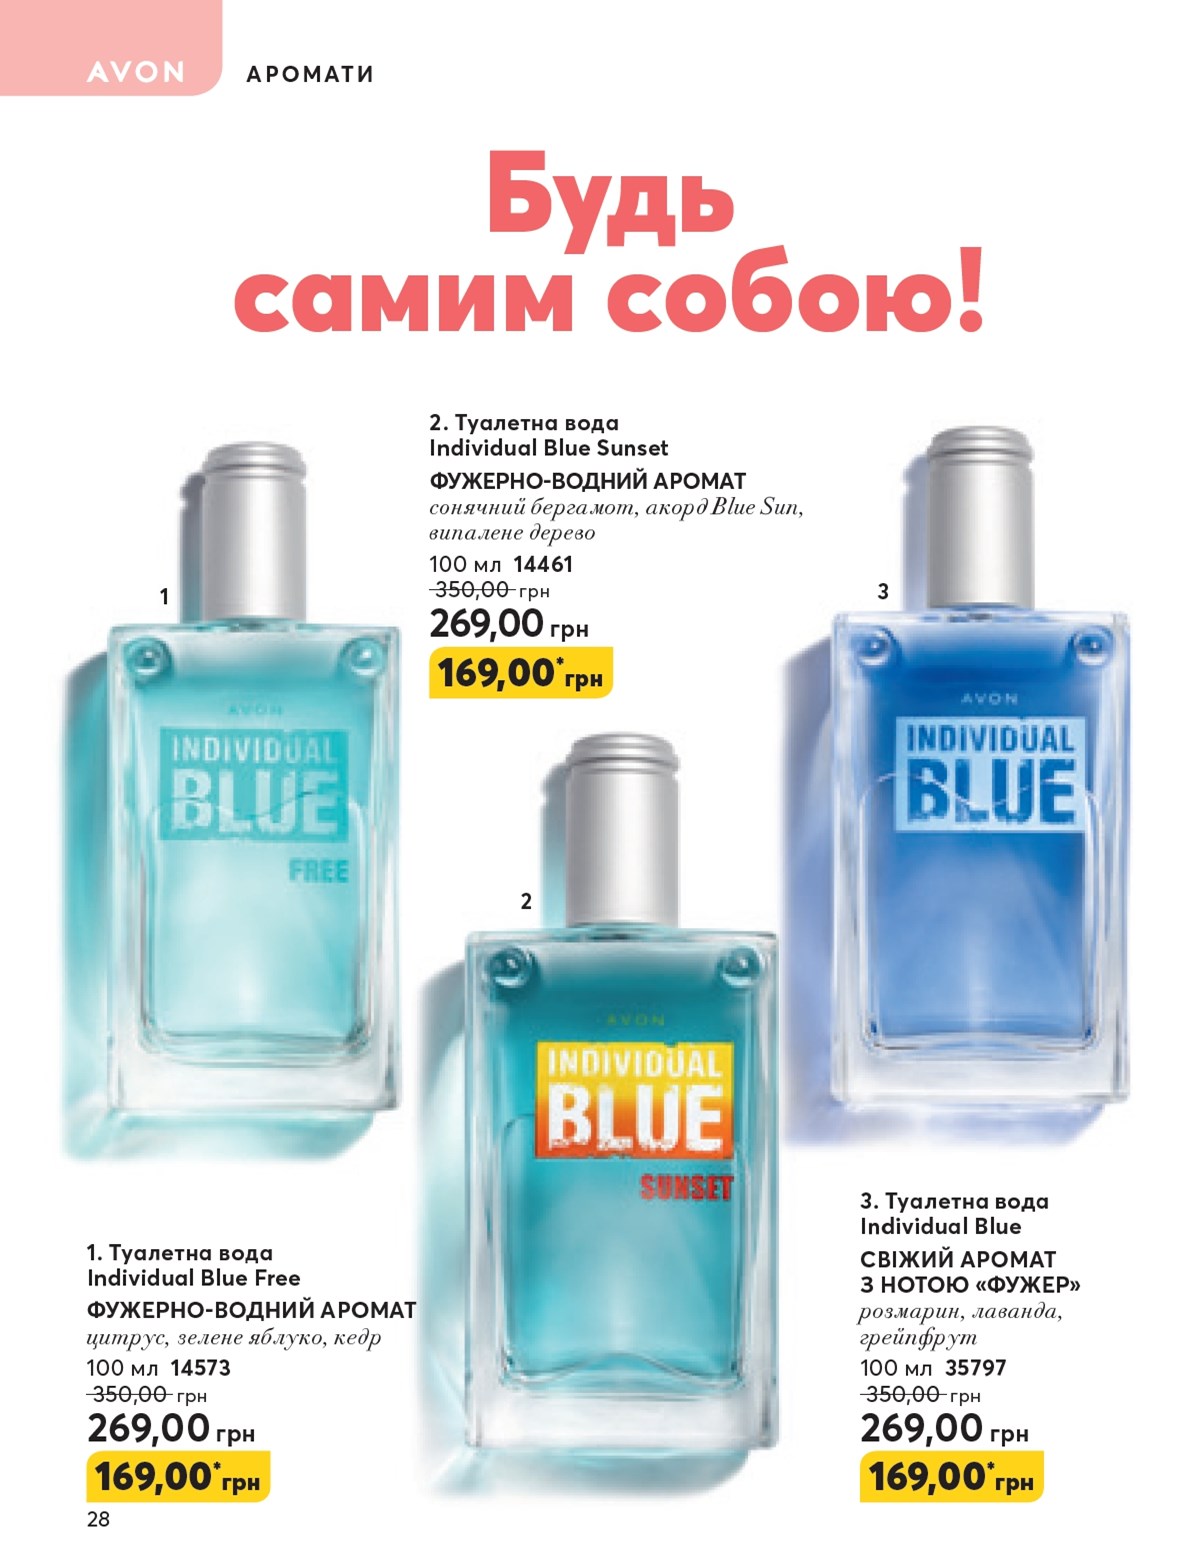 AVON
АРОМАТИ
Будь
самим собою!
2. Туалетна вода
Individual Blue Sunset
ФУЖЕРНО-ВОДНИЙ АРОМАТ
сонячний бергамот, акорд Blue Sun,
випалене дерево
100 мл 14461
350,00 грн
269,00 грн
169,00*грн
1
AVON
INDIVIDUAL
BLUE
FREE
3
AVON
INDIVIDUAL
BLUE
2
AVON
INDIVIDUAL
BLUE
SUNSET
1. Туалетна вода
Individual Blue Free
ФУЖЕРНО-ВОДНИЙ АРОМАТ
цитрус, зелене яблуко, кедр
100 мл 14573
350,00 грн
269,00 грн
169,00*грн
3. Туалетна вода
Individual Blue
СВІЖИЙ АРОМАТ
З НОТОЮ «ФУЖЕР»
розмарин, лаванда,
грейпфрут
100 мл 35797
350,00 грн
269,00 грн
169,00*грн
28